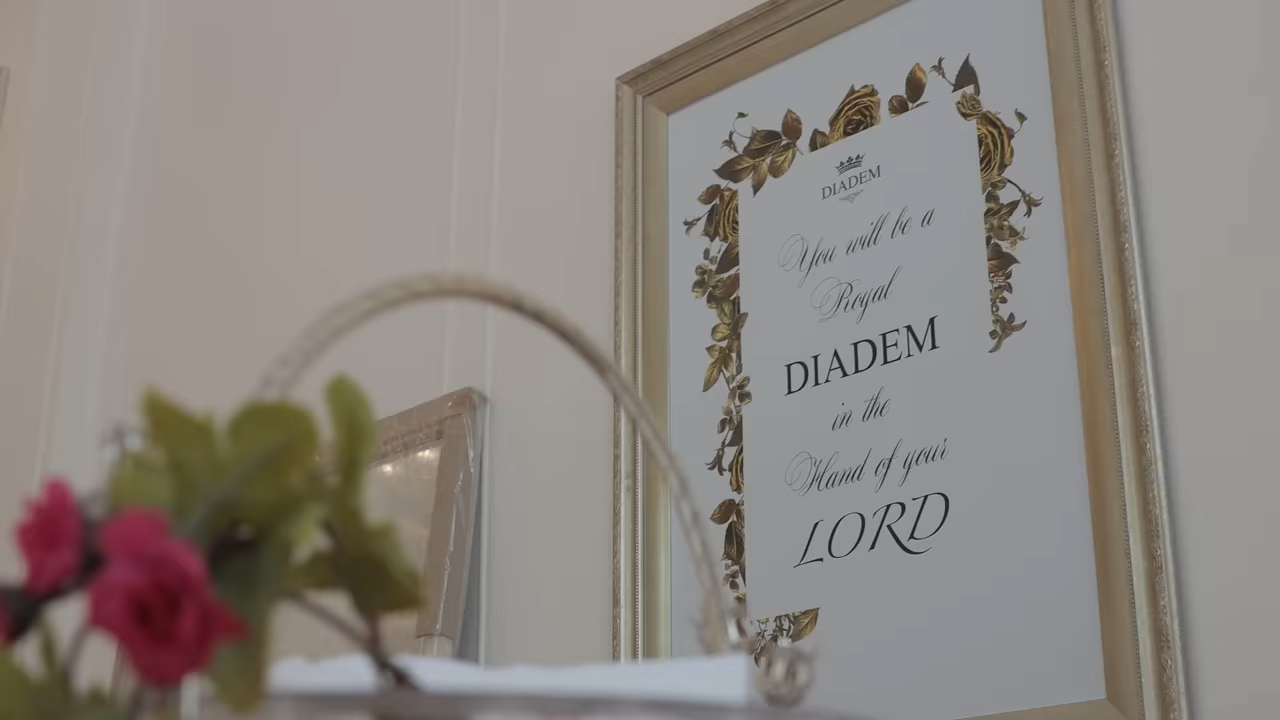 DIADEM
You will be a
Royal
DIADEM
in the
Hand of your
LORD